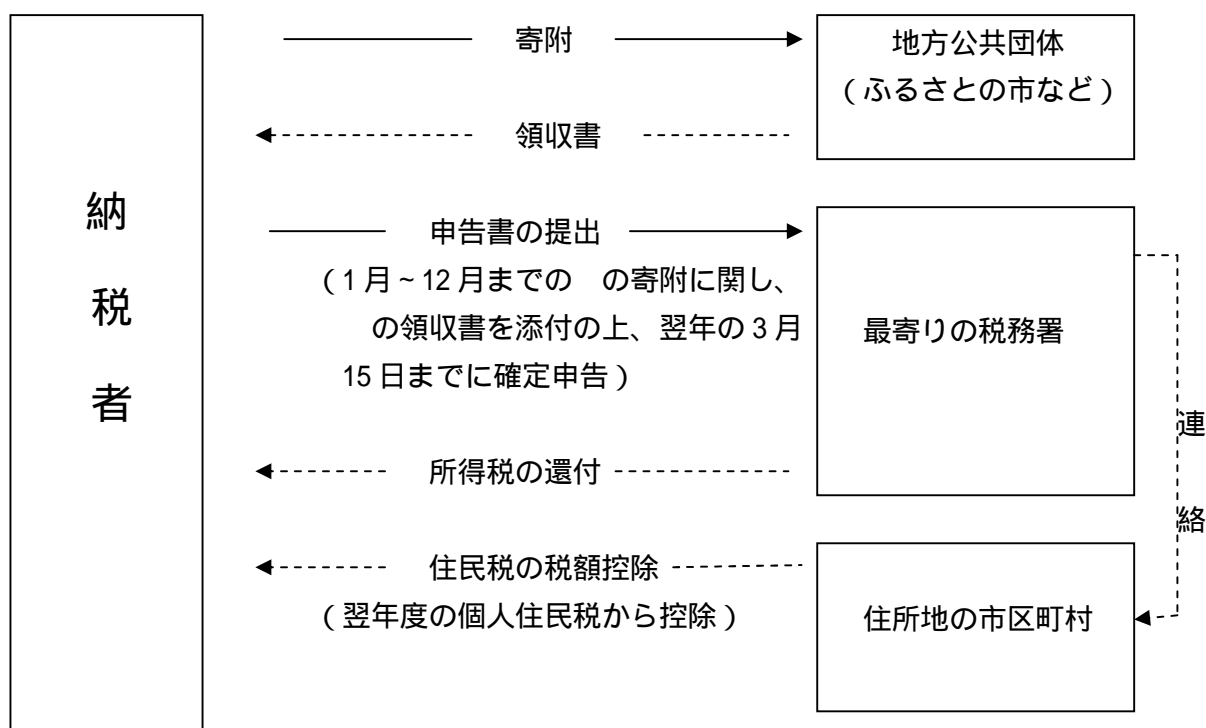 納税者
寄附
地方公共団体
(ふるさとの市など)
領収書
申告書の提出
(1月~12月までの の寄附に関し、
の領収書を添付の上、翌年の3月
15日までに確定申告)
最寄りの税務署
連絡
所得税の還付
住民税の税額控除
(翌年度の個人住民税から控除)
住所地の市区町村